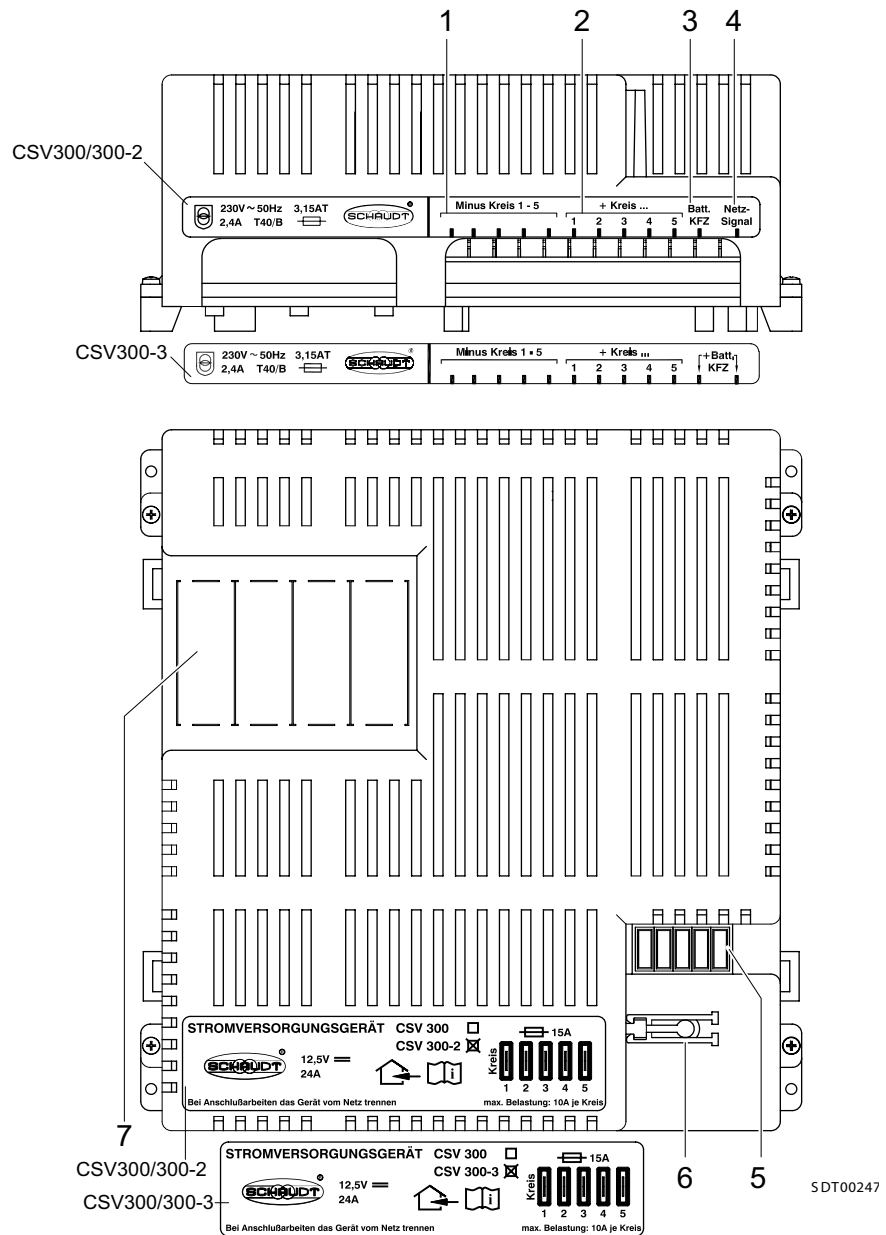 1 2 3 4
CSV300/300-2
230V ~ 50Hz 3,15AT
2,4A T40/B
SCHAUDT
Minus Kreis 1 - 5
+ Kreis ...
1 2 3 4 5
Batt.
KFZ
Netz-
Signal
CSV300-3
230V ~ 50Hz 3,15AT
2,4A T40/B
SCHAUDT
Minus Kreis 1 - 5
+ Kreis ...
1 2 3 4 5
+Batt.
KFZ
STROMVERSORGUNGSGERÄT CSV 300
CSV 300-2
SCHAUDT
12,5V
24A
15A
Kreis
1 2 3 4 5
Bei Anschlußarbeiten das Gerät vom Netz trennen
max. Belastung: 10A je Kreis
7
CSV300/300-2
CSV300/300-3
STROMVERSORGUNGSGERÄT CSV 300
CSV 300-3
SCHAUDT
12,5V
24A
15A
Kreis
1 2 3 4 5
Bei Anschlußarbeiten das Gerät vom Netz trennen
max. Belastung: 10A je Kreis
6 5
SDT00247